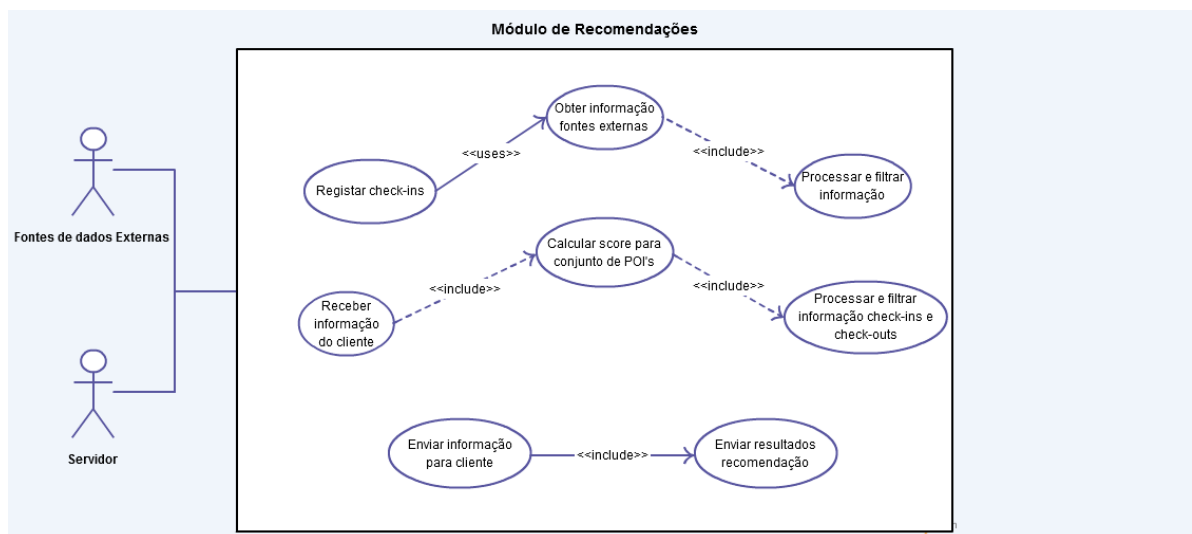 Módulo de Recomendações
Obter informação
fontes externas
<<uses>>
<<include>>
Registar check-ins
Processar e filtrar
informação
Fontes de dados Externas
Calcular score para
conjunto de POI's
<<include>>
<<include>>
Receber
informação
do cliente
Processar e filtrar
informação check-ins e
check-outs
Servidor
Enviar informação
para cliente
<<include>>
Enviar resultados
recomendação